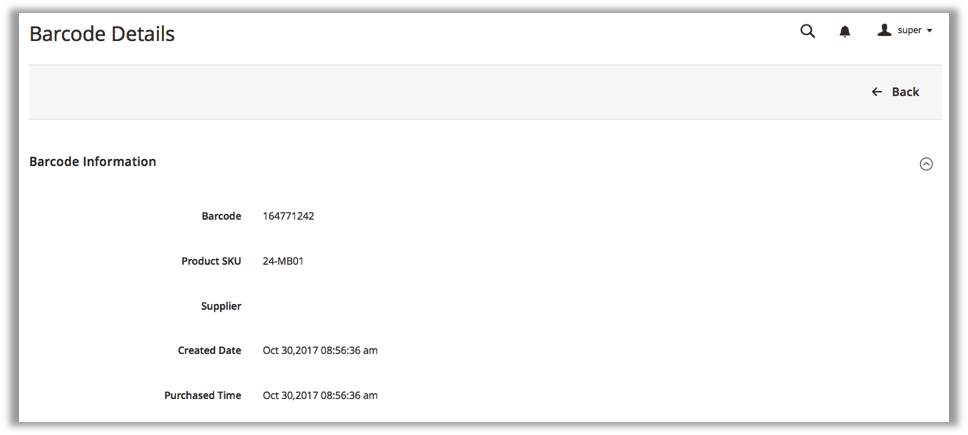 Barcode Details
super
Back
Barcode Information
Barcode 164771242
Product SKU 24-MB01
Supplier
Created Date Oct 30,2017 08:56:36 am
Purchased Time Oct 30,2017 08:56:36 am